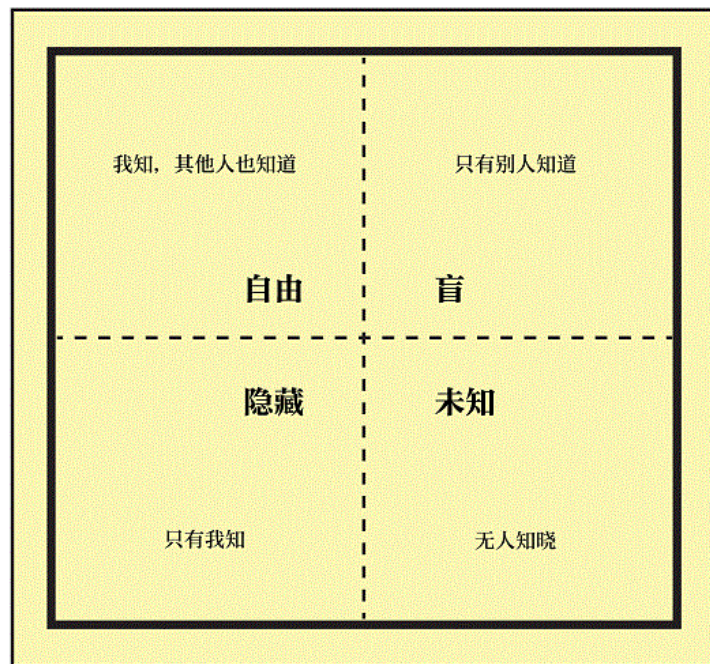 我知，其他人也知道
只有别人知道
自由
盲
隐藏
未知
只有我知
无人知晓